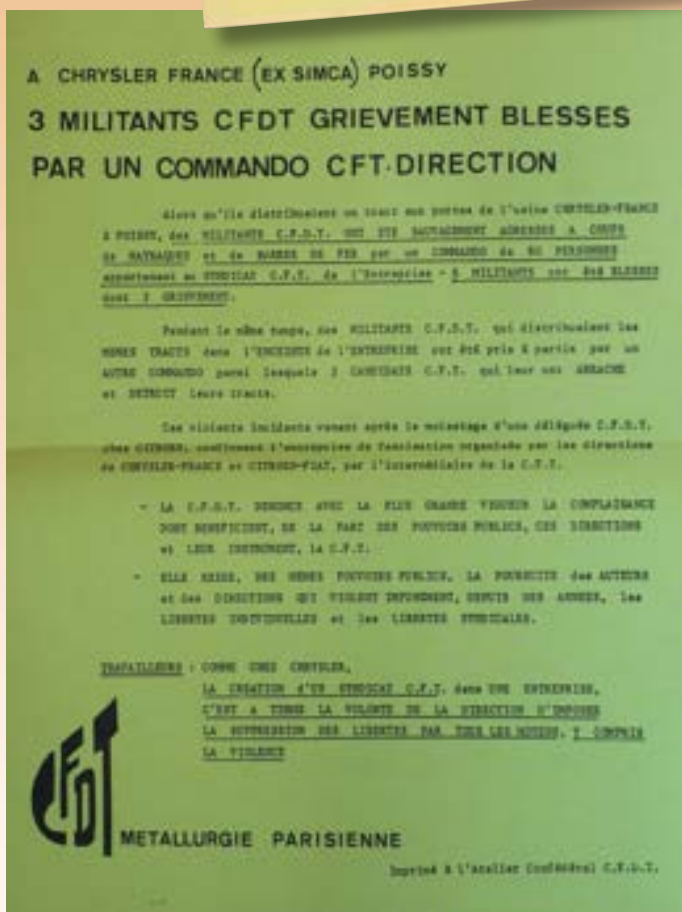 A CHRYSLER FRANCE (EX SIMCA) POISSY
3 MILITANTS CFDT GRIEVEMENT BLESSES
PAR UN COMMANDO CFT-DIRECTION
Alors qu'ils distribuaient un tract aux portes de l'usine CHRYSLER-FRANCE
à POISSY, des MILITANTS C.F.D.T. ONT ETE SAUVAGEMENT AGRESSES A COUPS
de MATRAQUES et de BARRES DE FER par un COMMANDO de 80 PERSONNES
appartenant au SYNDICAT C.F.T. de l'Entreprise - 6 MILITANTS ont été BLESSES
dont 3 GRIEVEMENT.
Pendant le même temps, des MILITANTS C.F.D.T. qui distribuaient les
MEMES TRACTS dans l'ENCEINTE de l'ENTREPRISE ont été pris à partie par un
AUTRE COMMANDO parmi lesquels 2 CANDIDATS C.F.T. qui leur ont ARRACHE
et DETRUIT leurs tracts.
Ces violents incidents venant après le matraquage d'une déléguée C.F.D.T.
chez CITROEN, confirment l'entreprise de fascisation organisée par les directions
de CHRYSLER-FRANCE et CITROEN-FIAT, par l'intermédiaire de la C.F.T.
- LA C.F.D.T. DENONCE AVEC LA PLUS GRANDE VIGUEUR LA COMPLAISANCE
DONT BENEFICIENT, DE LA PART DES POUVOIRS PUBLICS, CES DIRECTIONS
et LEUR INSTRUMENT, LA C.F.T.
- ELLE EXIGE, DES MEMES POUVOIRS PUBLICS, LA POURSUITE des AUTEURS
et des DIRECTIONS QUI VIOLENT IMPUNEMENT, DEPUIS DES ANNEES, les
LIBERTES INDIVIDUELLES et les LIBERTES SYNDICALES.
TRAVAILLEURS : COMME CHEZ CHRYSLER,
LA CREATION d'UN SYNDICAT C.F.T. dans UNE ENTREPRISE,
C'EST A TERME LA VOLONTE DE LA DIRECTION D'IMPOSER
LA SUPPRESSION DES LIBERTES PAR TOUS LES MOYENS, Y COMPRIS
LA VIOLENCE
CFDT
METALLURGIE PARISIENNE
Imprimé à l'atelier Confédéral C.F.D.T.